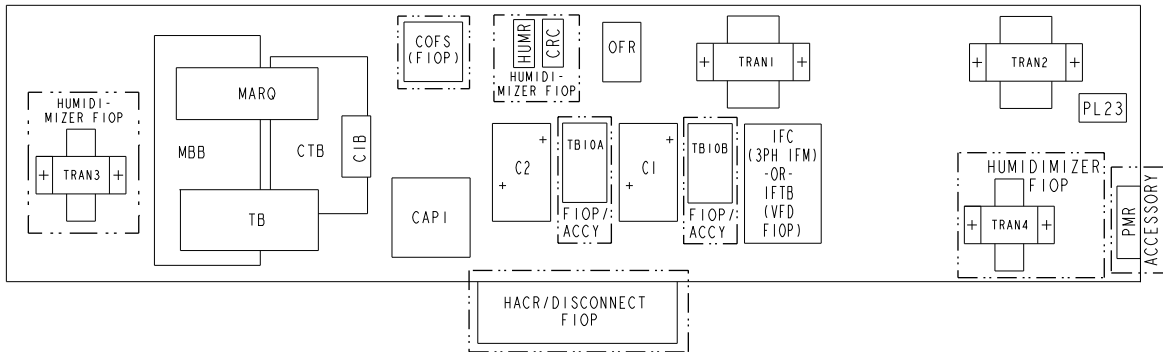 COFS
(FIOP)
HUMR
CRC
HUMIDI-
MIZER FIOP
OFR
TRAN1
TRAN2
PL23
HUMIDI-
MIZER FIOP
TRAN3
MARQ
MBB
CTB
CIB
TB
CAP1
C2
TB10A
FIOP/
ACCY
C1
TB10B
FIOP/
ACCY
IFC
(3PH IFM)
-OR-
IFTB
(VFD
FIOP)
HUMIDIMIZER
FIOP
TRAN4
PMR
ACCESSORY
HACR/DISCONNECT
FIOP